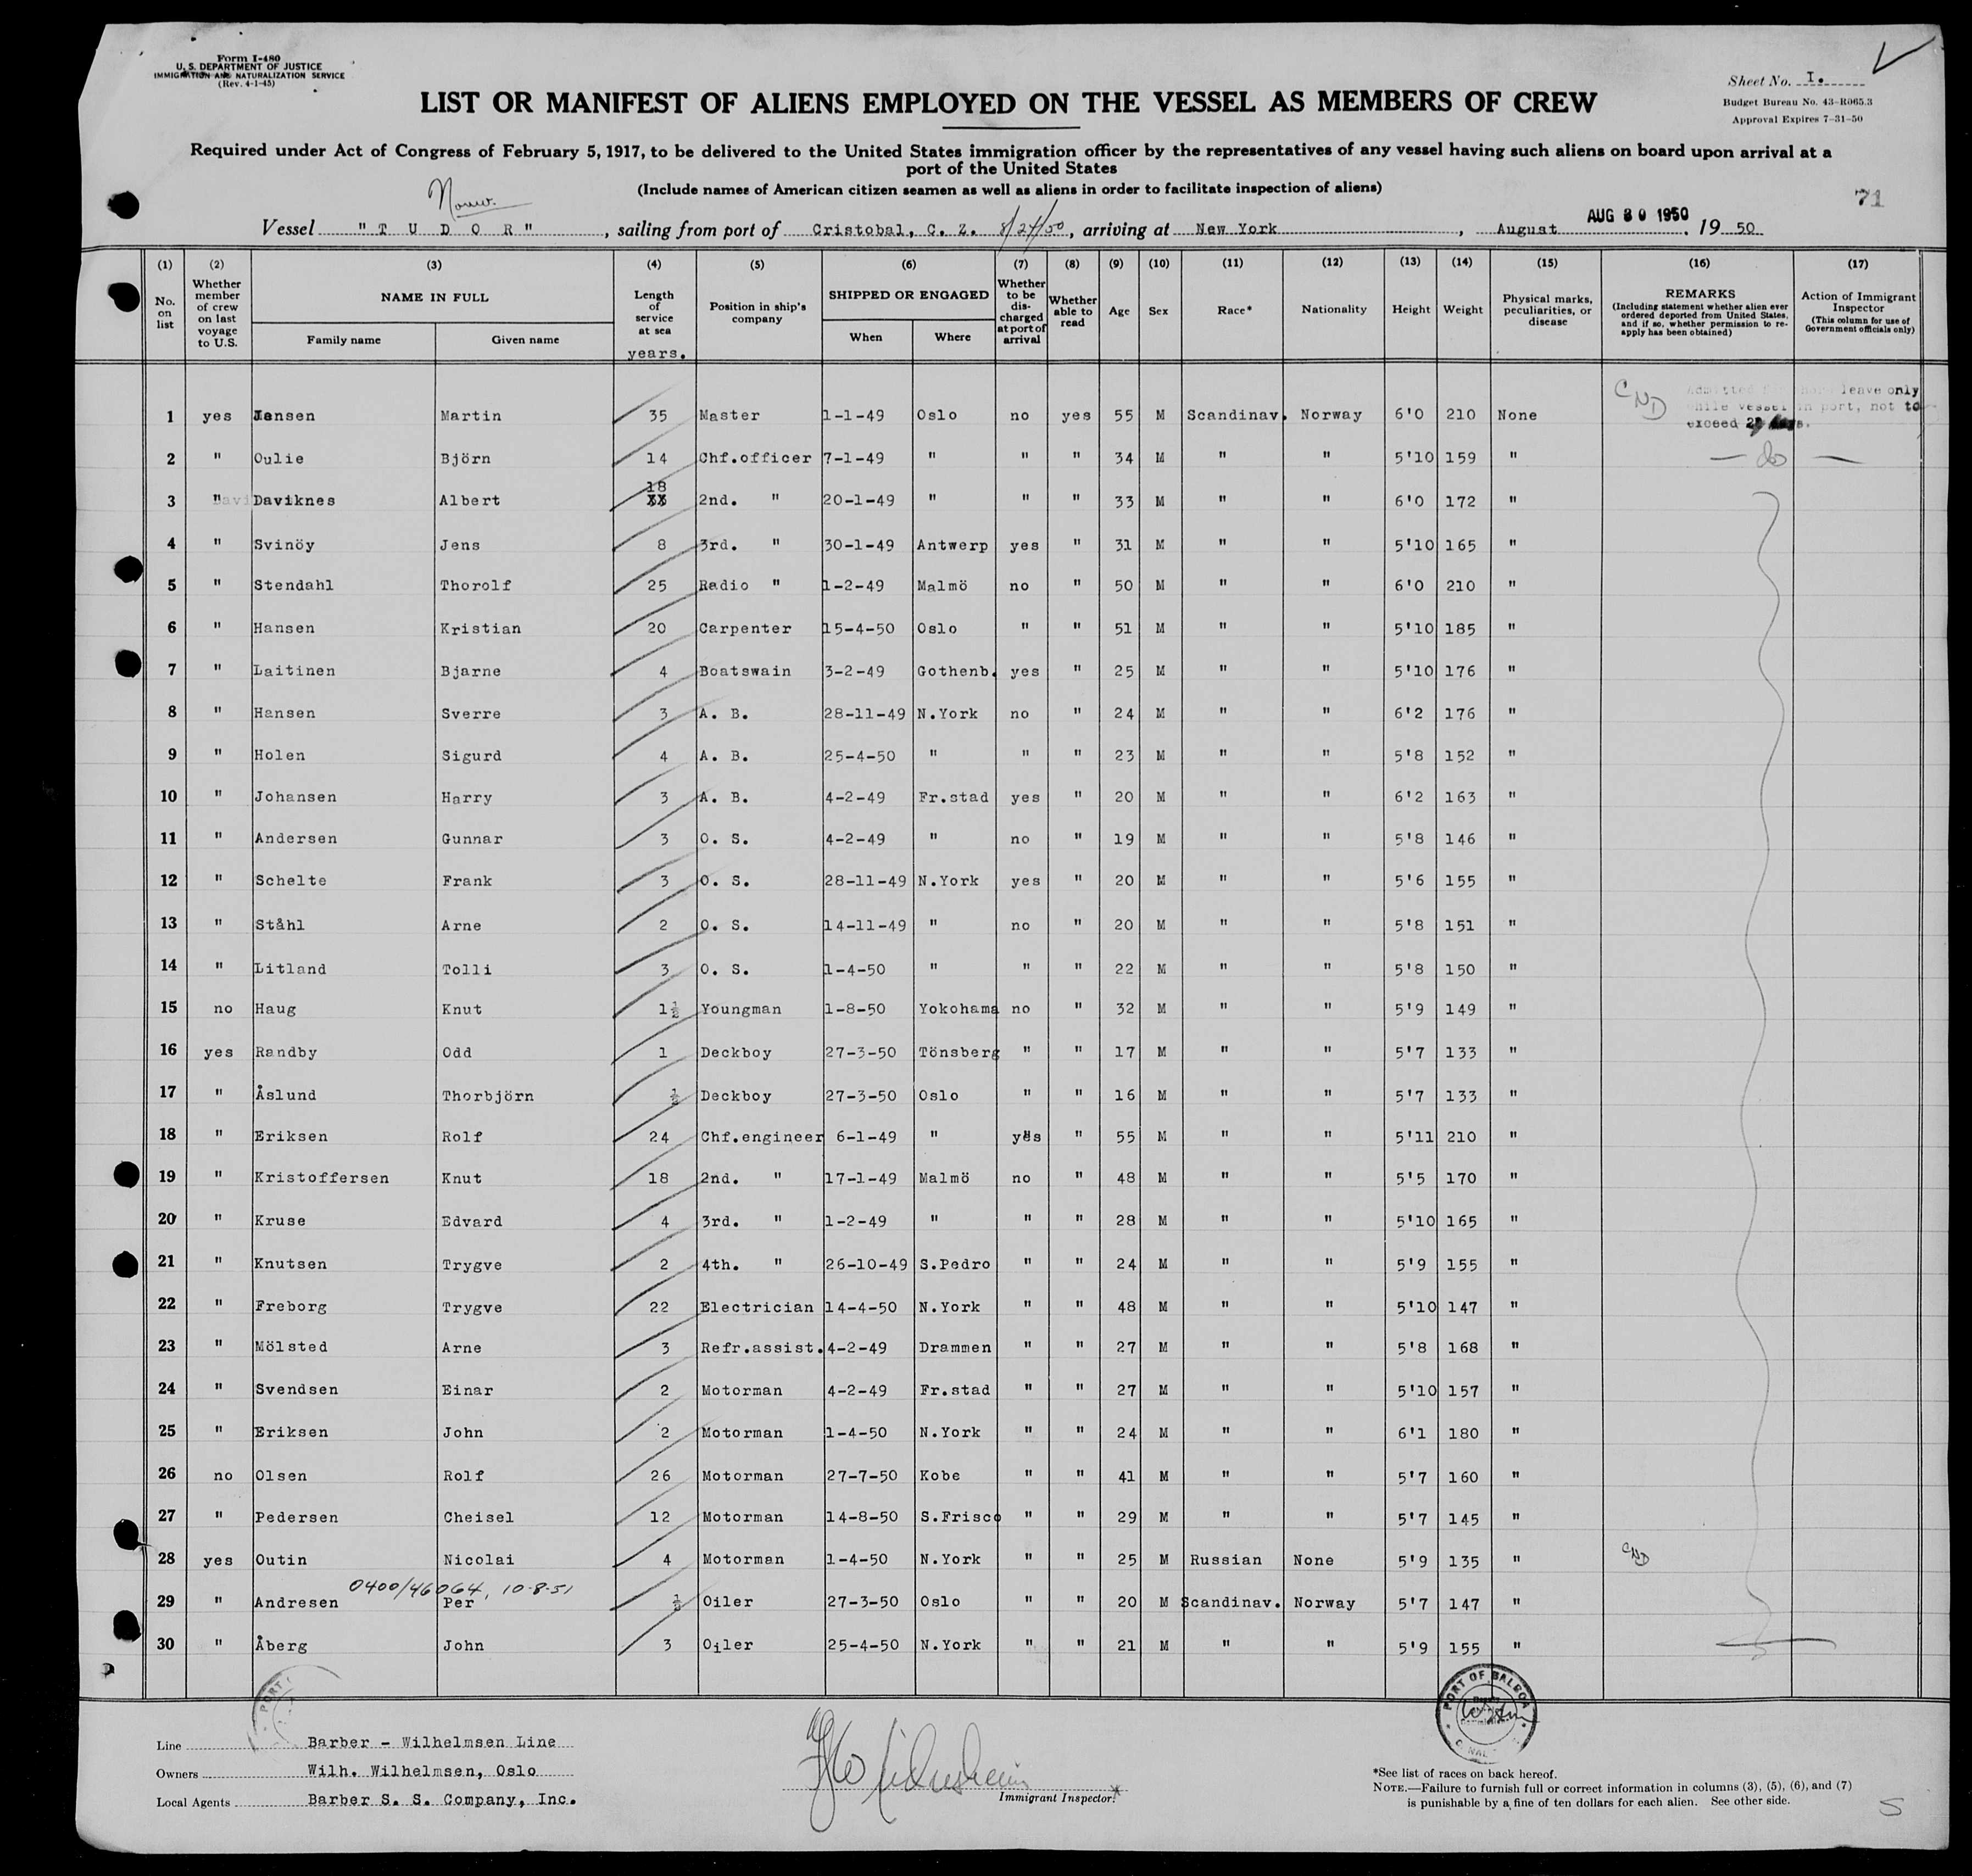 Form I-480
U. S. DEPARTMENT OF JUSTICE
IMMIGRATION AND NATURALIZATION SERVICE
(Rev. 4-1-45)
Sheet No. I.
Budget Bureau No. 43-R065.3
Approval Expires 7-31-50
LIST OR MANIFEST OF ALIENS EMPLOYED ON THE VESSEL AS MEMBERS OF CREW
Required under Act of Congress of February 5, 1917, to be delivered to the United States immigration officer by the representatives of any vessel having such aliens on board upon arrival at a
port of the United States
(Include names of American citizen seamen as well as aliens in order to facilitate inspection of aliens)
71
AUG 30 1950
Vessel "T U D O R", sailing from port of Cristobal, C. Z. 8/24/50, arriving at New York, August, 19 50
(1) (2) (3) (4) (5) (6) (7) (8) (9) (10) (11) (12) (13) (14) (15) (16) (17)
No. on list
Whether member of crew on last voyage to U.S.
NAME IN FULL
Family name Given name
Length of service at sea years.
Position in ship's company
SHIPPED OR ENGAGED
When Where
Whether to be discharged at port of arrival
Whether able to read
Age
Sex
Race*
Nationality
Height
Weight
Physical marks, peculiarities, or disease
REMARKS
(Including statement whether alien ever ordered deported from United States, and if so, whether permission to re-apply has been obtained)
Action of Immigrant Inspector
(This column for use of Government officials only)
Admitted for shore leave only
while vessel in port, not to
exceed 29 days.
1 yes Jansen Martin 35 Master 1-1-49 Oslo no yes 55 M Scandinav. Norway 6'0 210 None
2 " Oulie Björn 14 Chf.officer 7-1-49 " " " 34 M " " 5'10 159 " — do —
3 " Daviknes Albert 18 2nd. " 20-1-49 " " " 33 M " " 6'0 172 "
4 " Svinöy Jens 8 3rd. " 30-1-49 Antwerp yes " 31 M " " 5'10 165 "
5 " Stendahl Thorolf 25 Radio " 1-2-49 Malmö no " 50 M " " 6'0 210 "
6 " Hansen Kristian 20 Carpenter 15-4-50 Oslo " " 51 M " " 5'10 185 "
7 " Laitinen Bjarne 4 Boatswain 3-2-49 Gothenb. yes " 25 M " " 5'10 176 "
8 " Hansen Sverre 3 A. B. 28-11-49 N.York no " 24 M " " 6'2 176 "
9 " Holen Sigurd 4 A. B. 25-4-50 " " " 23 M " " 5'8 152 "
10 " Johansen Harry 3 A. B. 4-2-49 Fr.stad yes " 20 M " " 6'2 163 "
11 " Andersen Gunnar 3 O. S. 4-2-49 " no " 19 M " " 5'8 146 "
12 " Schelte Frank 3 O. S. 28-11-49 N.York yes " 20 M " " 5'6 155 "
13 " Ståhl Arne 2 O. S. 14-11-49 " no " 20 M " " 5'8 151 "
14 " Litland Tolli 3 O. S. 1-4-50 " " " 22 M " " 5'8 150 "
15 no Haug Knut 1½ Youngman 1-8-50 Yokohama no " 32 M " " 5'9 149 "
16 yes Randby Odd 1 Deckboy 27-3-50 Tönsberg " " 17 M " " 5'7 133 "
17 " Åslund Thorbjörn ½ Deckboy 27-3-50 Oslo " " 16 M " " 5'7 133 "
18 " Eriksen Rolf 24 Chf.engineer 6-1-49 " yes " 55 M " " 5'11 210 "
19 " Kristoffersen Knut 18 2nd. " 17-1-49 Malmö no " 48 M " " 5'5 170 "
20 " Kruse Edvard 4 3rd. " 1-2-49 " " " 28 M " " 5'10 165 "
21 " Knutsen Trygve 2 4th. " 26-10-49 S.Pedro " " 24 M " " 5'9 155 "
22 " Freborg Trygve 22 Electrician 14-4-50 N.York " " 48 M " " 5'10 147 "
23 " Mölsted Arne 3 Refr.assist. 4-2-49 Drammen " " 27 M " " 5'8 168 "
24 " Svendsen Einar 2 Motorman 4-2-49 Fr.stad " " 27 M " " 5'10 157 "
25 " Eriksen John 2 Motorman 1-4-50 N.York " " 24 M " " 6'1 180 "
26 no Olsen Rolf 26 Motorman 27-7-50 Kobe " " 41 M " " 5'7 160 "
27 " Pedersen Cheisel 12 Motorman 14-8-50 S.Frisco " " 29 M " " 5'7 145 "
28 yes Outin Nicolai 4 Motorman 1-4-50 N.York " " 25 M Russian None 5'9 135 "
0400/46064, 10-8-51
29 " Andresen Per ½ Oiler 27-3-50 Oslo " " 20 M Scandinav. Norway 5'7 147 "
30 " Åberg John 3 Oiler 25-4-50 N.York " " 21 M " " 5'9 155 "
PORT
PORT OF BALBOA
Line Barber - Wilhelmsen Line
Owners Wilh. Wilhelmsen, Oslo
Local Agents Barber S. S. Company, Inc.
Immigrant Inspector.
*See list of races on back hereof.
NOTE.—Failure to furnish full or correct information in columns (3), (5), (6), and (7)
is punishable by a fine of ten dollars for each alien. See other side.